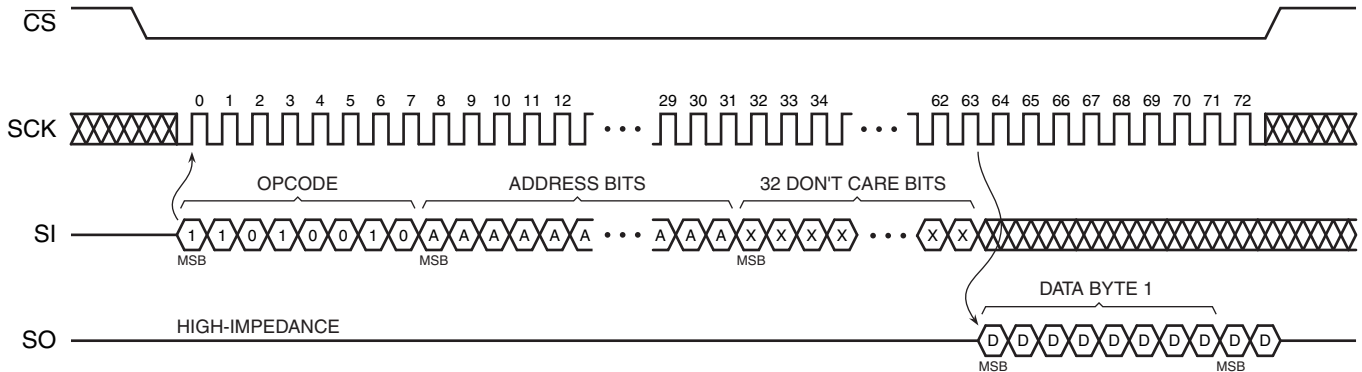 CS
0 1 2 3 4 5 6 7 8 9 10 11 12 29 30 31 32 33 34 62 63 64 65 66 67 68 69 70 71 72
SCK • • • • • •
OPCODE ADDRESS BITS 32 DON'T CARE BITS
SI 1 1 0 1 0 0 1 0 A A A A A A • • • A A A X X X X • • • X X
MSB MSB MSB
DATA BYTE 1
HIGH-IMPEDANCE
SO D D D D D D D D D D
MSB MSB